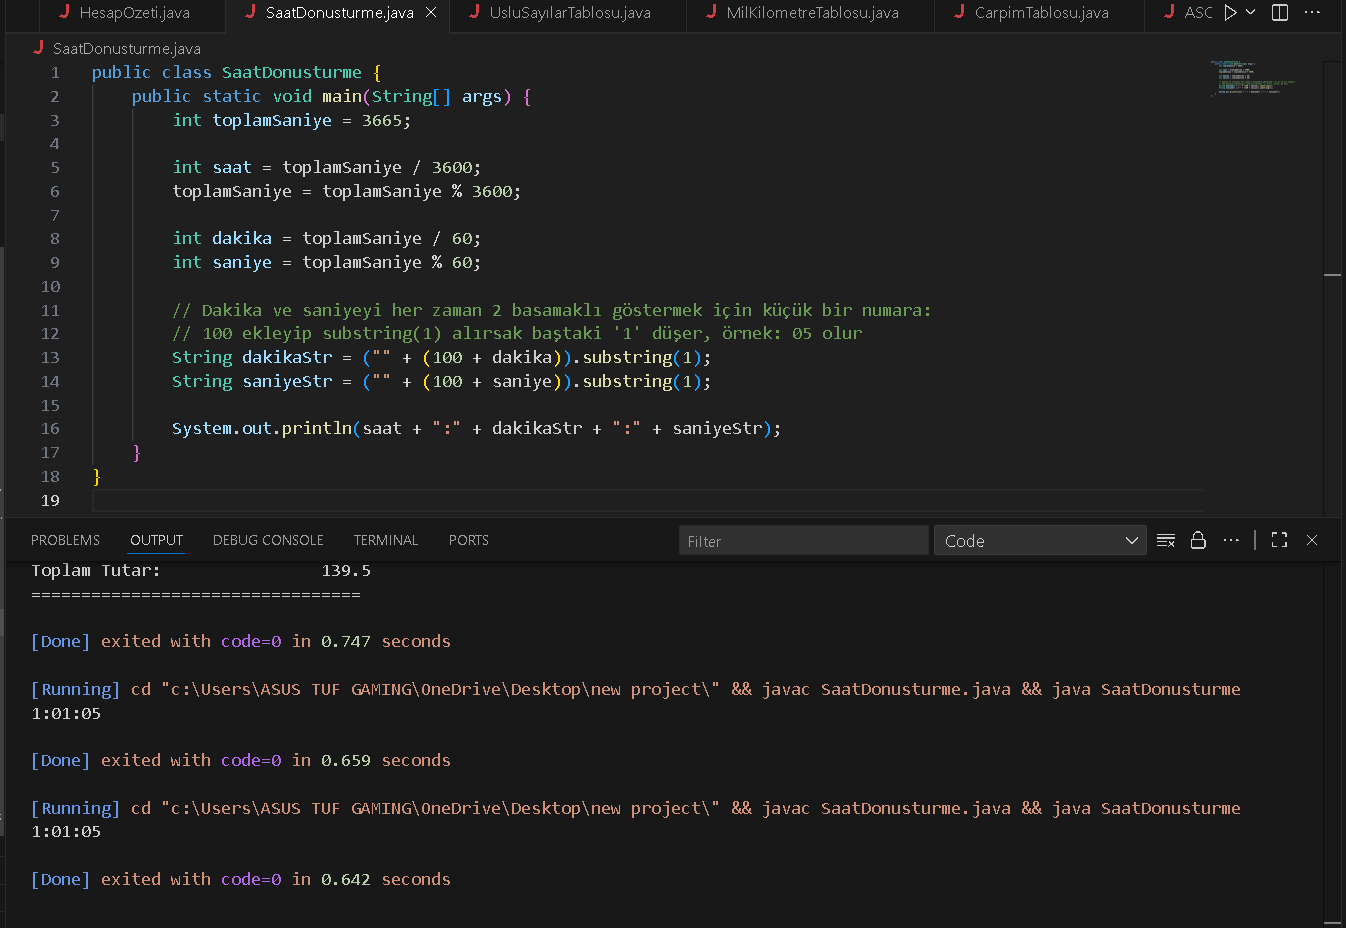 HesapOzeti.java SaatDonusturme.java UsluSayılarTablosu.java MilKilometreTablosu.java CarpimTablosu.java ASC
SaatDonusturme.java
1 public class SaatDonusturme {
2 public static void main(String[] args) {
3 int toplamSaniye = 3665;
4
5 int saat = toplamSaniye / 3600;
6 toplamSaniye = toplamSaniye % 3600;
7
8 int dakika = toplamSaniye / 60;
9 int saniye = toplamSaniye % 60;
10
11 // Dakika ve saniyeyi her zaman 2 basamaklı göstermek için küçük bir numara:
12 // 100 ekleyip substring(1) alırsak baştaki '1' düşer, örnek: 05 olur
13 String dakikaStr = ("" + (100 + dakika)).substring(1);
14 String saniyeStr = ("" + (100 + saniye)).substring(1);
15
16 System.out.println(saat + ":" + dakikaStr + ":" + saniyeStr);
17 }
18 }
19
PROBLEMS OUTPUT DEBUG CONSOLE TERMINAL PORTS Filter Code
Toplam Tutar: 139.5
=================================
[Done] exited with code=0 in 0.747 seconds
[Running] cd "c:\Users\ASUS TUF GAMING\OneDrive\Desktop\new project\" && javac SaatDonusturme.java && java SaatDonusturme
1:01:05
[Done] exited with code=0 in 0.659 seconds
[Running] cd "c:\Users\ASUS TUF GAMING\OneDrive\Desktop\new project\" && javac SaatDonusturme.java && java SaatDonusturme
1:01:05
[Done] exited with code=0 in 0.642 seconds